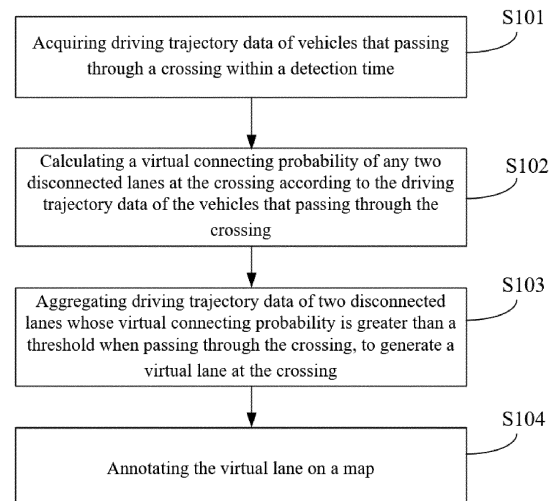 S101
Acquiring driving trajectory data of vehicles that passing
through a crossing within a detection time
S102
Calculating a virtual connecting probability of any two
disconnected lanes at the crossing according to the driving
trajectory data of the vehicles that passing through the
crossing
S103
Aggregating driving trajectory data of two disconnected
lanes whose virtual connecting probability is greater than a
threshold when passing through the crossing, to generate a
virtual lane at the crossing
S104
Annotating the virtual lane on a map